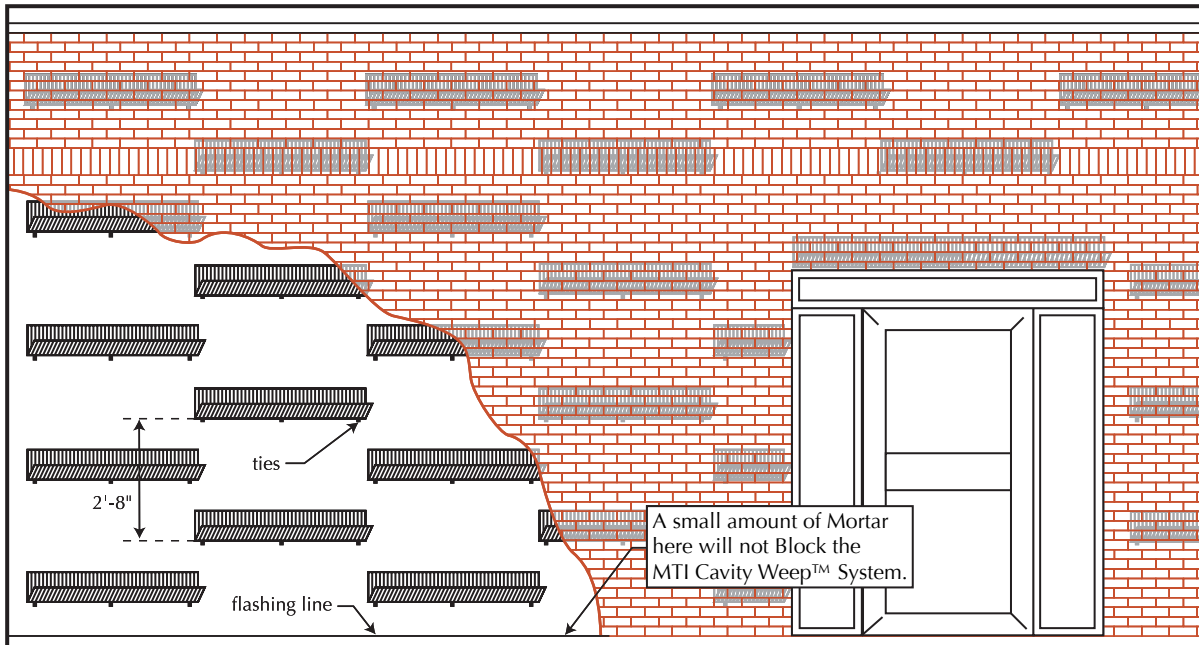 ties
2'-8"
A small amount of Mortar
here will not Block the
MTI Cavity Weep™ System.
flashing line